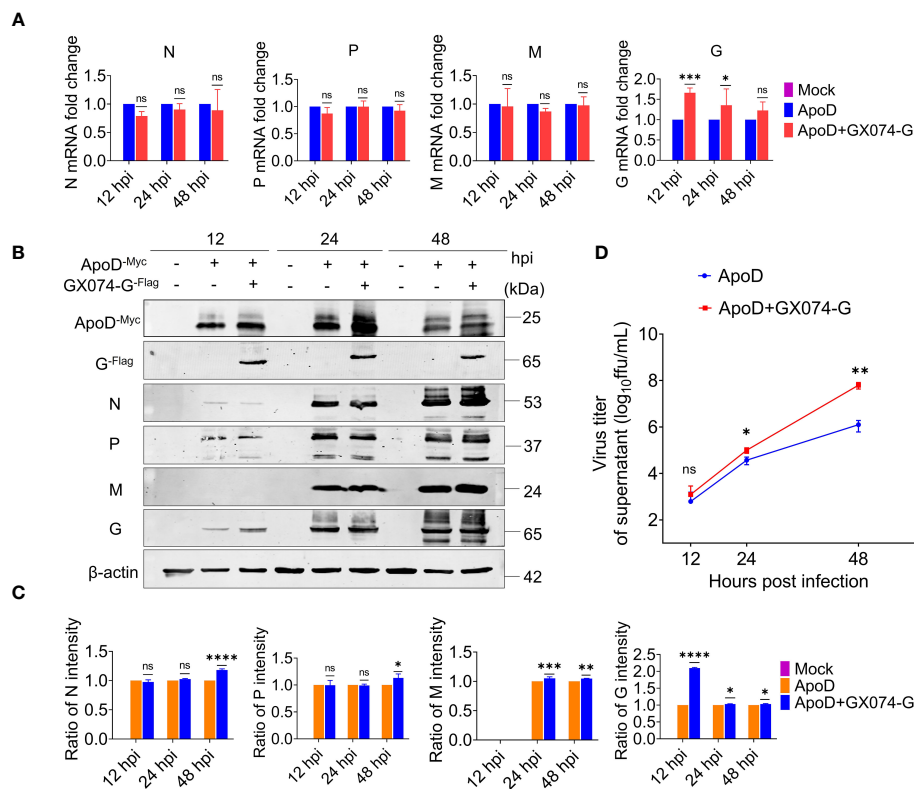 A
N
P
M
G
N mRNA fold change
1.5
1.0
0.5
0.0
ns
ns
ns
12 hpi
24 hpi
48 hpi
P mRNA fold change
1.5
1.0
0.5
0.0
ns
ns
ns
12 hpi
24 hpi
48 hpi
M mRNA fold change
1.5
1.0
0.5
0.0
ns
ns
ns
12 hpi
24 hpi
48 hpi
G mRNA fold change
2.0
1.5
1.0
0.5
0.0
***
*
ns
12 hpi
24 hpi
48 hpi
Mock
ApoD
ApoD+GX074-G
B
12 24 48 hpi
ApoD-Myc - + + - + + - + +
GX074-G-Flag - - + - - + - - + (kDa)
ApoD-Myc 25
G-Flag 65
N 53
P 37
M 24
G 65
β-actin 42
D
ApoD
ApoD+GX074-G
Virus titer
of supernatant (log10ffu/mL)
10
8
6
4
2
ns
*
**
12 24 48
Hours post infection
C
Ratio of N intensity
1.5
1.0
0.5
0.0
ns
ns
****
12 hpi
24 hpi
48 hpi
Ratio of P intensity
1.5
1.0
0.5
0.0
ns
ns
*
12 hpi
24 hpi
48 hpi
Ratio of M intensity
1.5
1.0
0.5
0.0
***
**
12 hpi
24 hpi
48 hpi
Ratio of G intensity
2.5
2.0
1.5
1.0
0.5
0.0
****
*
*
12 hpi
24 hpi
48 hpi
Mock
ApoD
ApoD+GX074-G